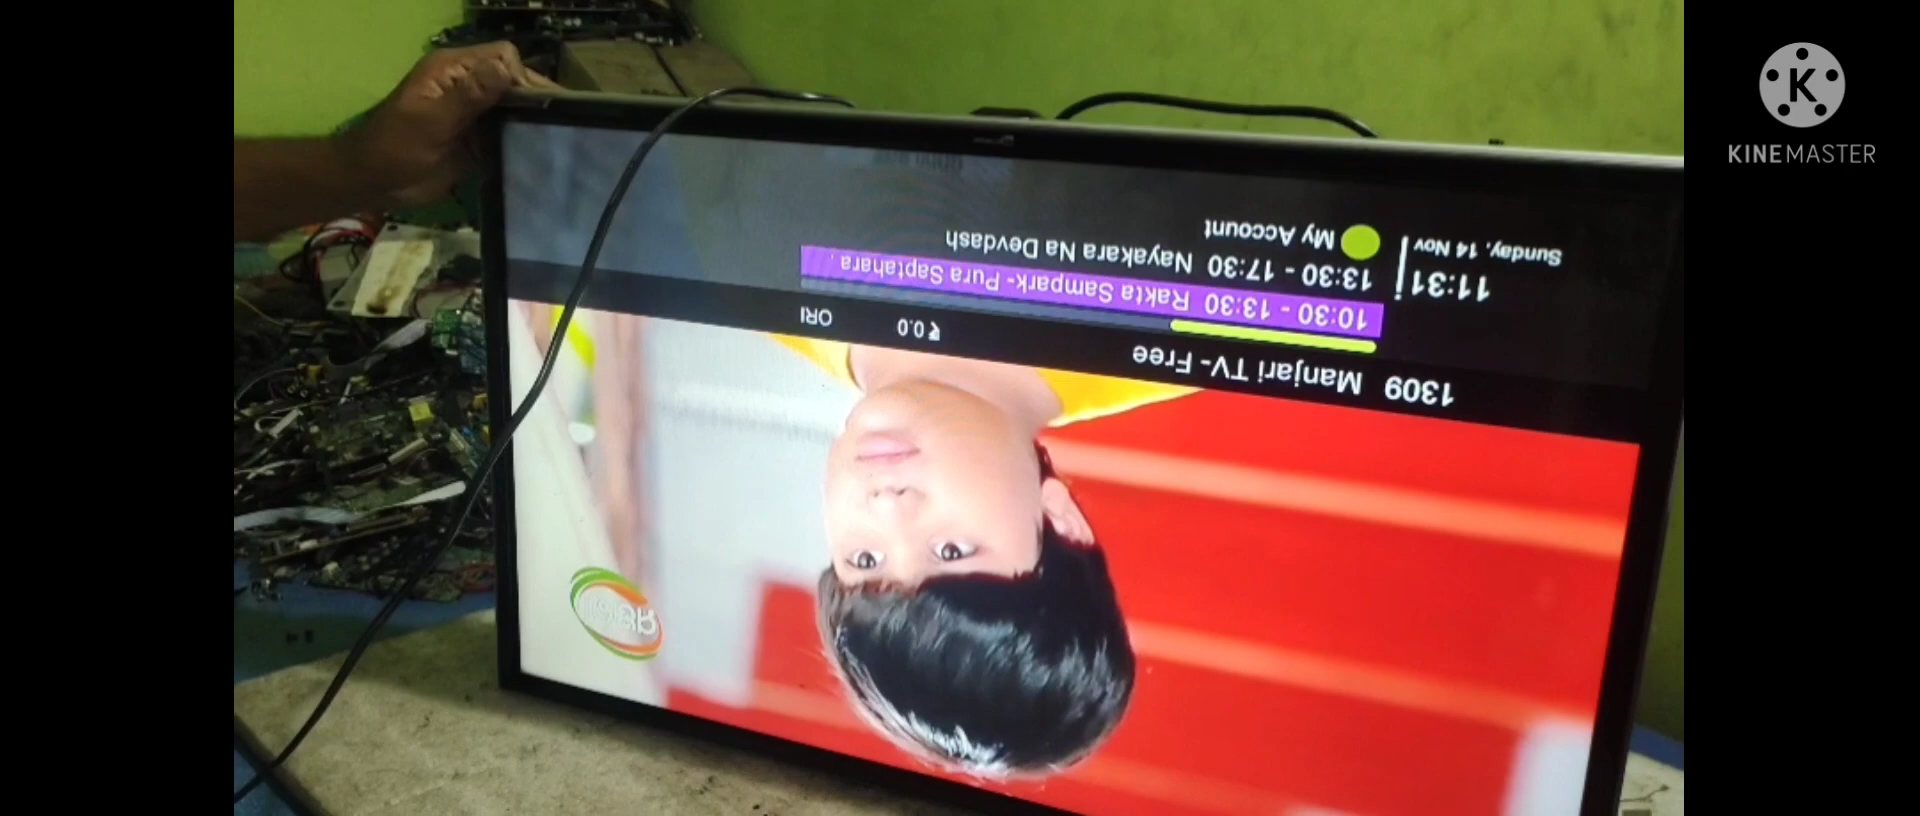 1309 Manjari TV- Free
₹ 0.0 ORI
10:30 - 13:30 Rakta Sampark- Pura Saptahara .
13:30 - 17:30 Nayakara Na Devdash
My Account
11:31
Sunday, 14 Nov
K
KINEMASTER